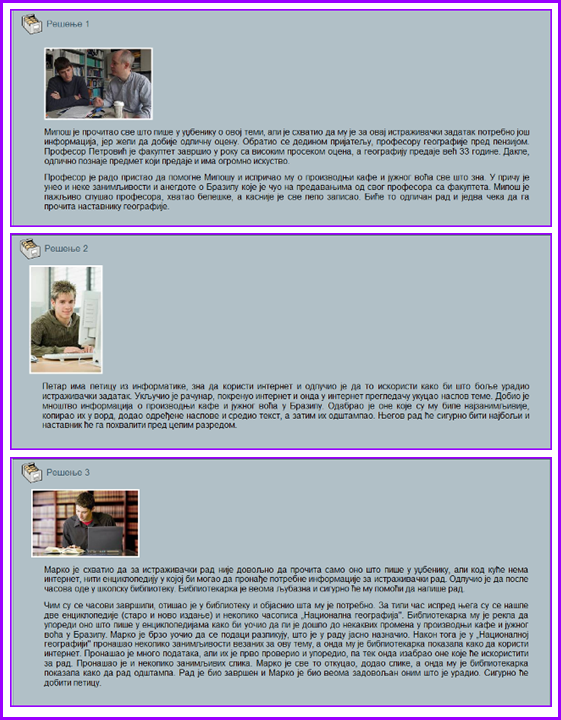 Решење 1
Милош је прочитао све што пише у уџбенику о овој теми, али је схватио да му је за овај истраживачки задатак потребно још
информација, јер жели да добије одличну оцену. Обратио се дедином пријатељу, професору географије пред пензијом.
Професор Петровић је факултет завршио у року са високим просеком оцена, а географију предаје већ 33 године. Дакле,
одлично познаје предмет који предаје и има огромно искуство.
Професор је радо пристао да помогне Милошу и испричао му о производњи кафе и јужног воћа све што зна. У причу је
унео и неке занимљивости и анегдоте о Бразилу које је чуо на предавањима од свог професора са факултета. Милош је
пажљиво слушао професора, хватао белешке, а касније је све лепо записао. Биће то одличан рад и једва чека да га
прочита наставнику географије.
Решење 2
Петар има петицу из информатике, зна да користи интернет и одлучио је да то искористи како би што боље урадио
истраживачки задатак. Укључио је рачунар, покренуо интернет и онда у интернет прегледачу укуцао наслов теме. Добио је
мноштво информација о производњи кафе и јужног воћа у Бразилу. Одабрао је оне које су му биле најзанимљивије,
копирао их у ворд, додао одређене наслове и средио текст, а затим их одштампао. Његов рад ће сигурно бити најбољи и
наставник ће га похвалити пред целим разредом.
Решење 3
Марко је схватио да за истраживачки рад није довољно да прочита само оно што пише у уџбенику, али код куће нема
интернет, нити енциклопедију у којој би могао да пронађе потребне информације за истраживачки рад. Одлучио је да после
часова оде у школску библиотеку. Библиотекарка је веома љубазна и сигурно ће му помоћи да напише рад.
Чим су се часови завршили, отишао је у библиотеку и објаснио шта му је потребно. За тили час испред њега су се нашле
две енциклопедије (старо и ново издање) и неколико часописа „Национална географија". Библиотекарка му је рекла да
упореди оно што пише у енциклопедијама како би уочио да ли је дошло до некаквих промена у производњи кафе и јужног
воћа у Бразилу. Марко је брзо уочио да се подаци разликују, што је у раду јасно назначио. Након тога је у „Националној
географији" пронашао неколико занимљивости везаних за ову тему, а онда му је библиотекарка показала како да користи
интернет. Пронашао је много података, али их је прво проверио и упоредио, па тек онда изабрао оне које ће искористити
за рад. Пронашао је и неколико занимљивих слика. Марко је све то откуцао, додао слике, а онда му је библиотекарка
показала како да рад одштампа. Рад је био завршен и Марко је био веома задовољан оним што је урадио. Сигурно ће
добити петицу.